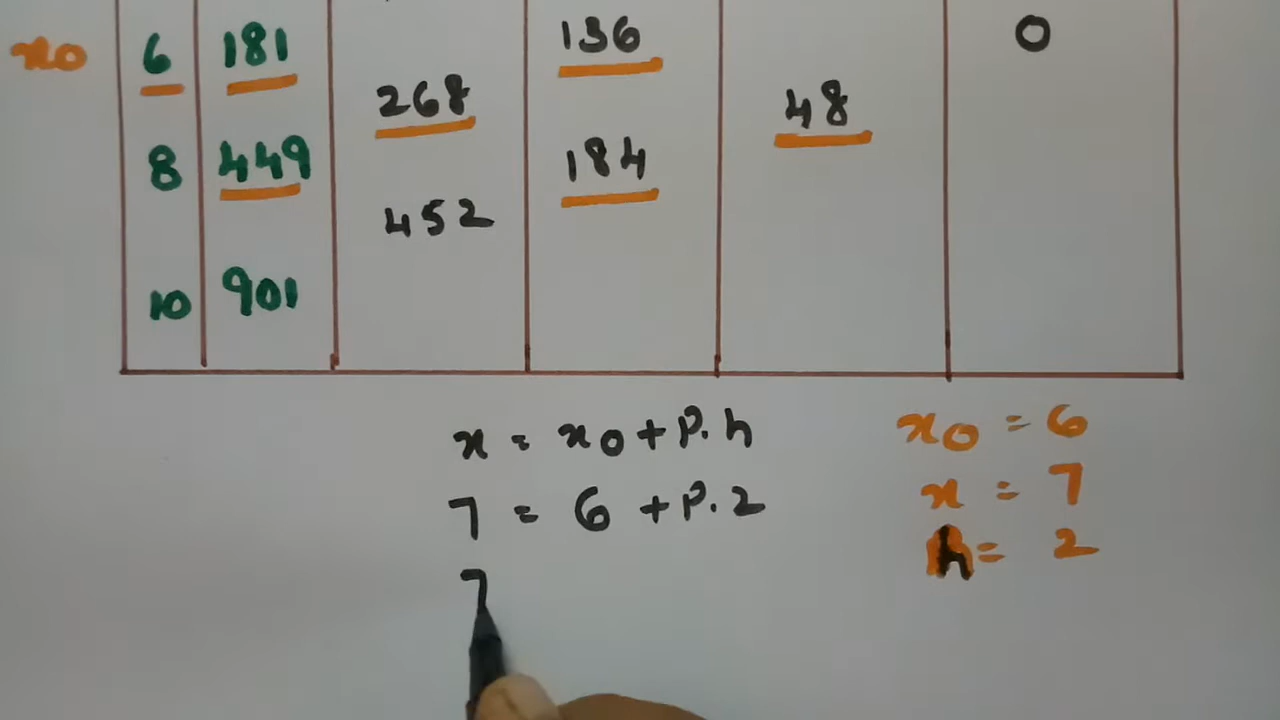 x0 6 181 136 0
268 48
8 449 184
452
10 901
x = x0 + P.h
7 = 6 + P.2
7
x0 = 6
x = 7
h = 2